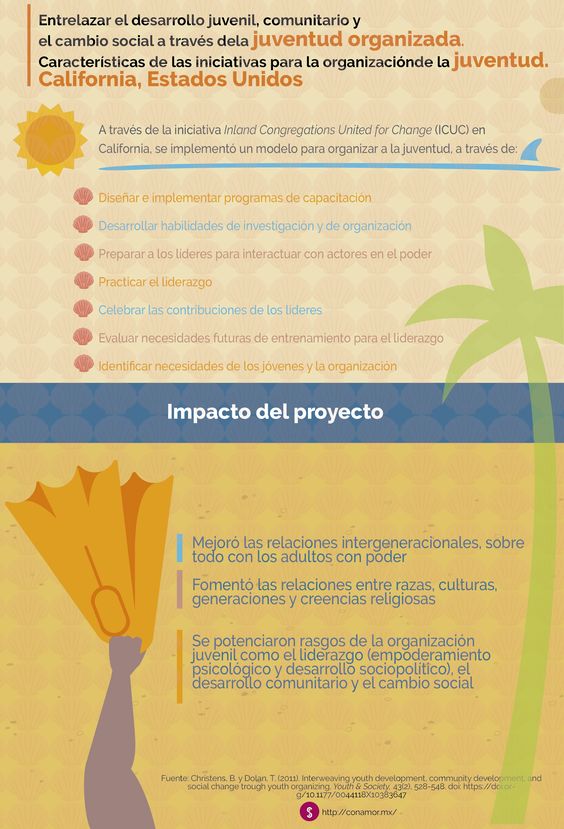 Entrelazar el desarrollo juvenil, comunitario y
el cambio social a través dela juventud organizada.
Características de las iniciativas para la organizaciónde la juventud.
California, Estados Unidos
A través de la iniciativa Inland Congregations United for Change (ICUC) en
California, se implementó un modelo para organizar a la juventud, a través de:
Diseñar e implementar programas de capacitación
Desarrollar habilidades de investigación y de organización
Preparar a los líderes para interactuar con actores en el poder
Practicar el liderazgo
Celebrar las contribuciones de los líderes
Evaluar necesidades futuras de entrenamiento para el liderazgo
Identificar necesidades de los jóvenes y la organización
Impacto del proyecto
Mejoró las relaciones intergeneracionales, sobre
todo con los adultos con poder
Fomentó las relaciones entre razas, culturas,
generaciones y creencias religiosas
Se potenciaron rasgos de la organización
juvenil como el liderazgo (empoderamiento
psicológico y desarrollo sociopolítico), el
desarrollo comunitario y el cambio social
Fuente: Christens, B. y Dolan, T. (2011). Interweaving youth development, community development, and
social change trough youth organizing. Youth & Society, 43(2), 528-548. doi: https://doi.or-
g/10.1177/0044118X10383647
http://conamor.mx/